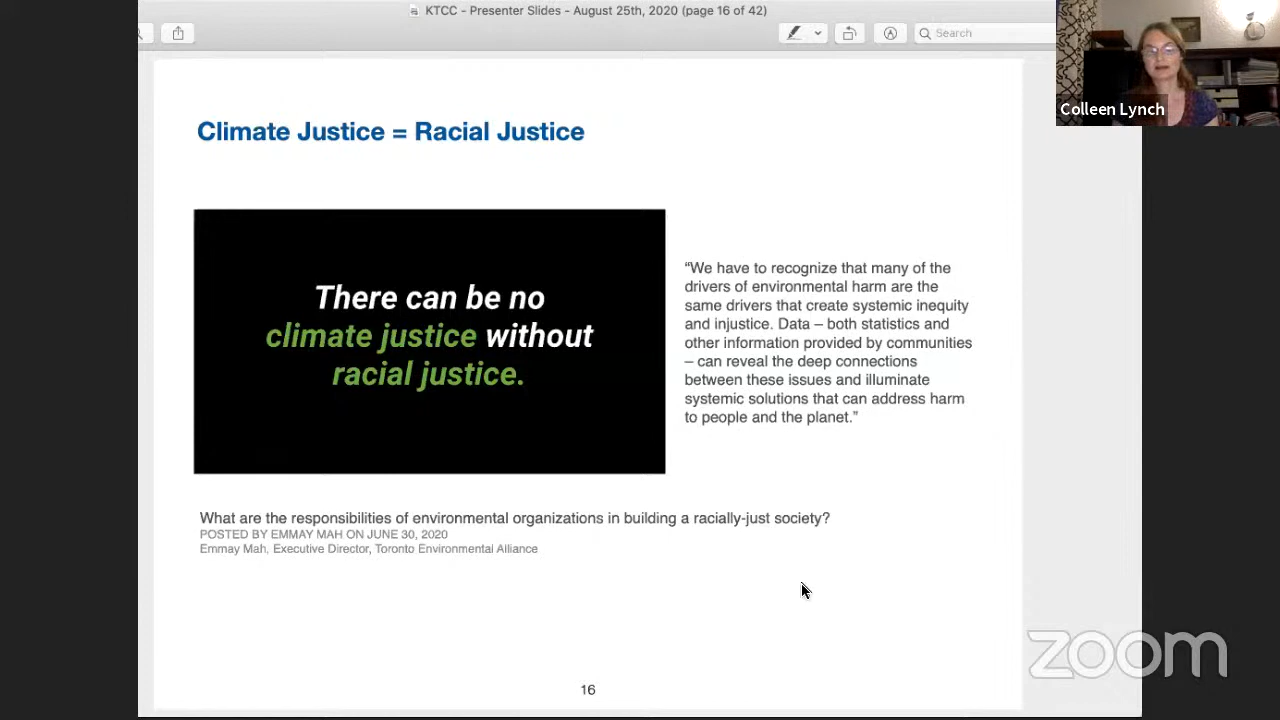 KTCC - Presenter Slides - August 25th, 2020 (page 16 of 42)
Search
Colleen Lynch
Climate Justice = Racial Justice
There can be no
climate justice without
racial justice.
“We have to recognize that many of the
drivers of environmental harm are the
same drivers that create systemic inequity
and injustice. Data – both statistics and
other information provided by communities
– can reveal the deep connections
between these issues and illuminate
systemic solutions that can address harm
to people and the planet.”
What are the responsibilities of environmental organizations in building a racially-just society?
POSTED BY EMMAY MAH ON JUNE 30, 2020
Emmay Mah, Executive Director, Toronto Environmental Alliance
zoom
16